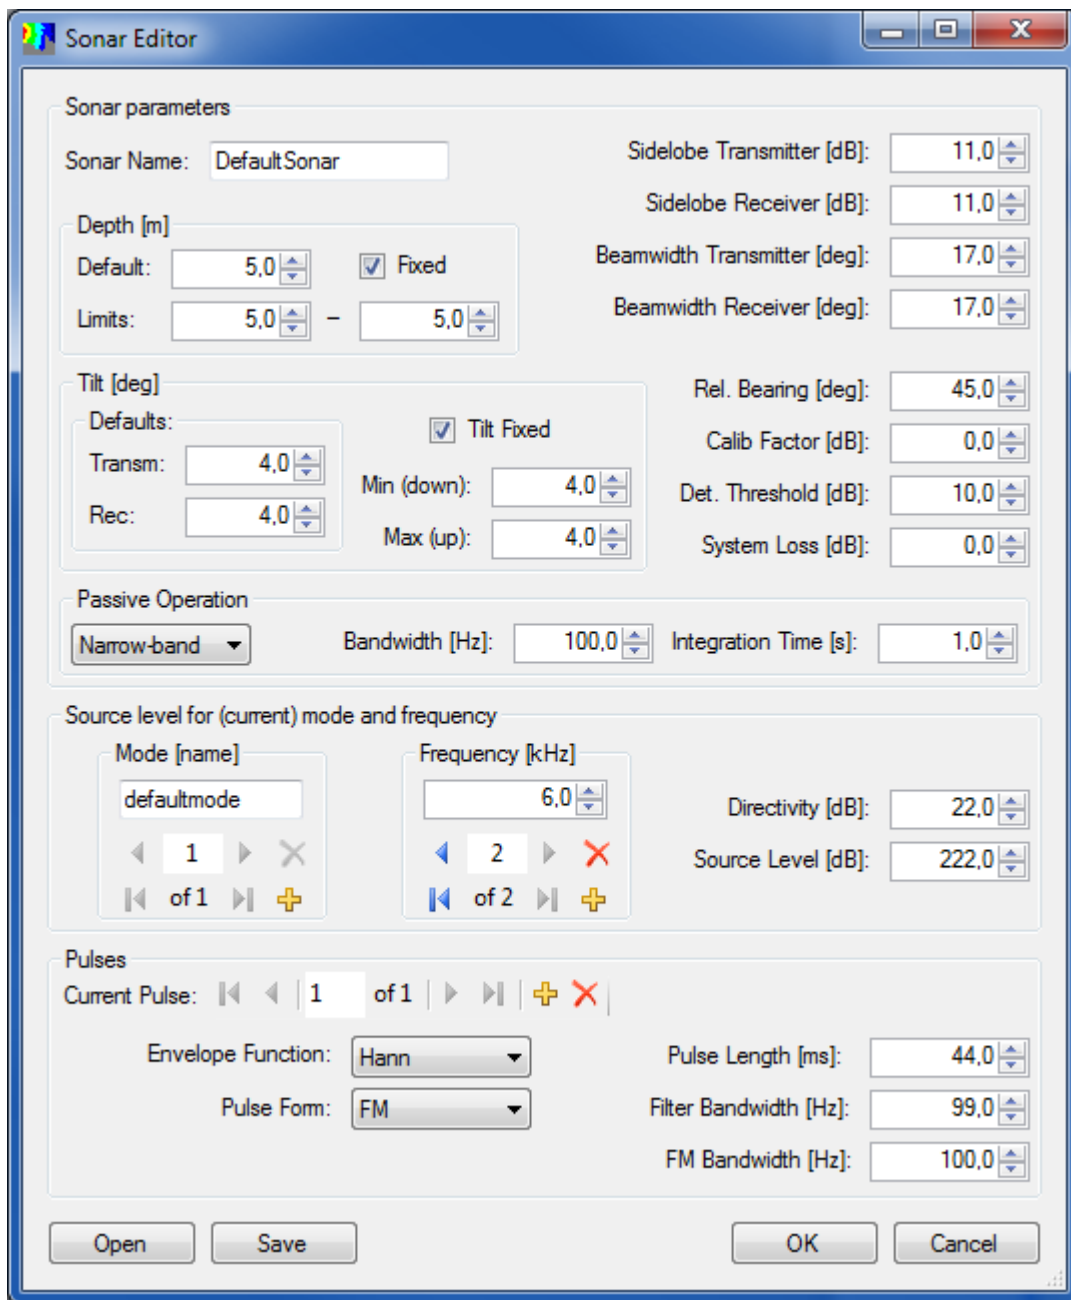 Sonar Editor
Sonar parameters
Sonar Name: DefaultSonar
Sidelobe Transmitter [dB]: 11,0
Sidelobe Receiver [dB]: 11,0
Beamwidth Transmitter [deg]: 17,0
Beamwidth Receiver [deg]: 17,0
Depth [m]
Default: 5,0 Fixed
Limits: 5,0 – 5,0
Tilt [deg]
Defaults:
Transm: 4,0
Rec: 4,0
Tilt Fixed
Min (down): 4,0
Max (up): 4,0
Rel. Bearing [deg]: 45,0
Calib Factor [dB]: 0,0
Det. Threshold [dB]: 10,0
System Loss [dB]: 0,0
Passive Operation
Narrow-band Bandwidth [Hz]: 100,0 Integration Time [s]: 1,0
Source level for (current) mode and frequency
Mode [name]
defaultmode
1
of 1
Frequency [kHz]
6,0
2
of 2
Directivity [dB]: 22,0
Source Level [dB]: 222,0
Pulses
Current Pulse: 1 of 1
Envelope Function: Hann
Pulse Form: FM
Pulse Length [ms]: 44,0
Filter Bandwidth [Hz]: 99,0
FM Bandwidth [Hz]: 100,0
Open Save OK Cancel